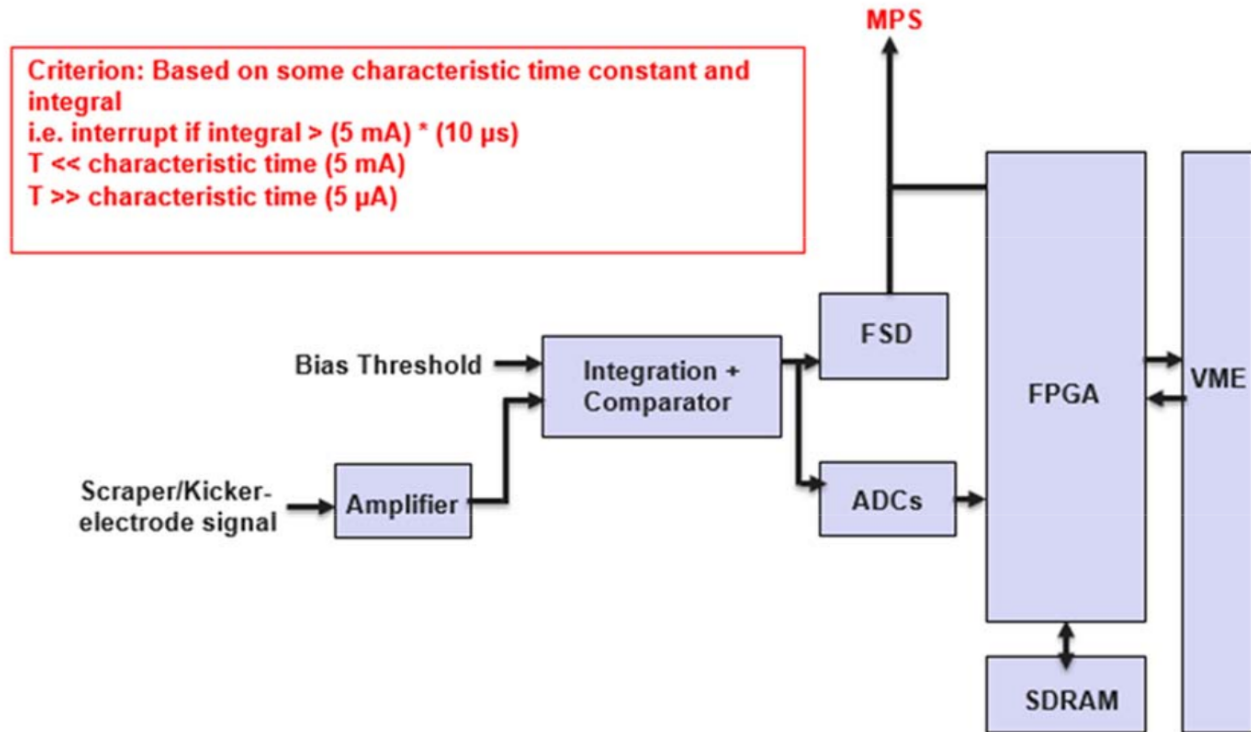 MPS
Criterion: Based on some characteristic time constant and
integral
i.e. interrupt if integral > (5 mA) * (10 µs)
T << characteristic time (5 mA)
T >> characteristic time (5 µA)
FSD
Bias Threshold
Integration +
Comparator
FPGA
VME
Scraper/Kicker-
electrode signal
Amplifier
ADCs
SDRAM